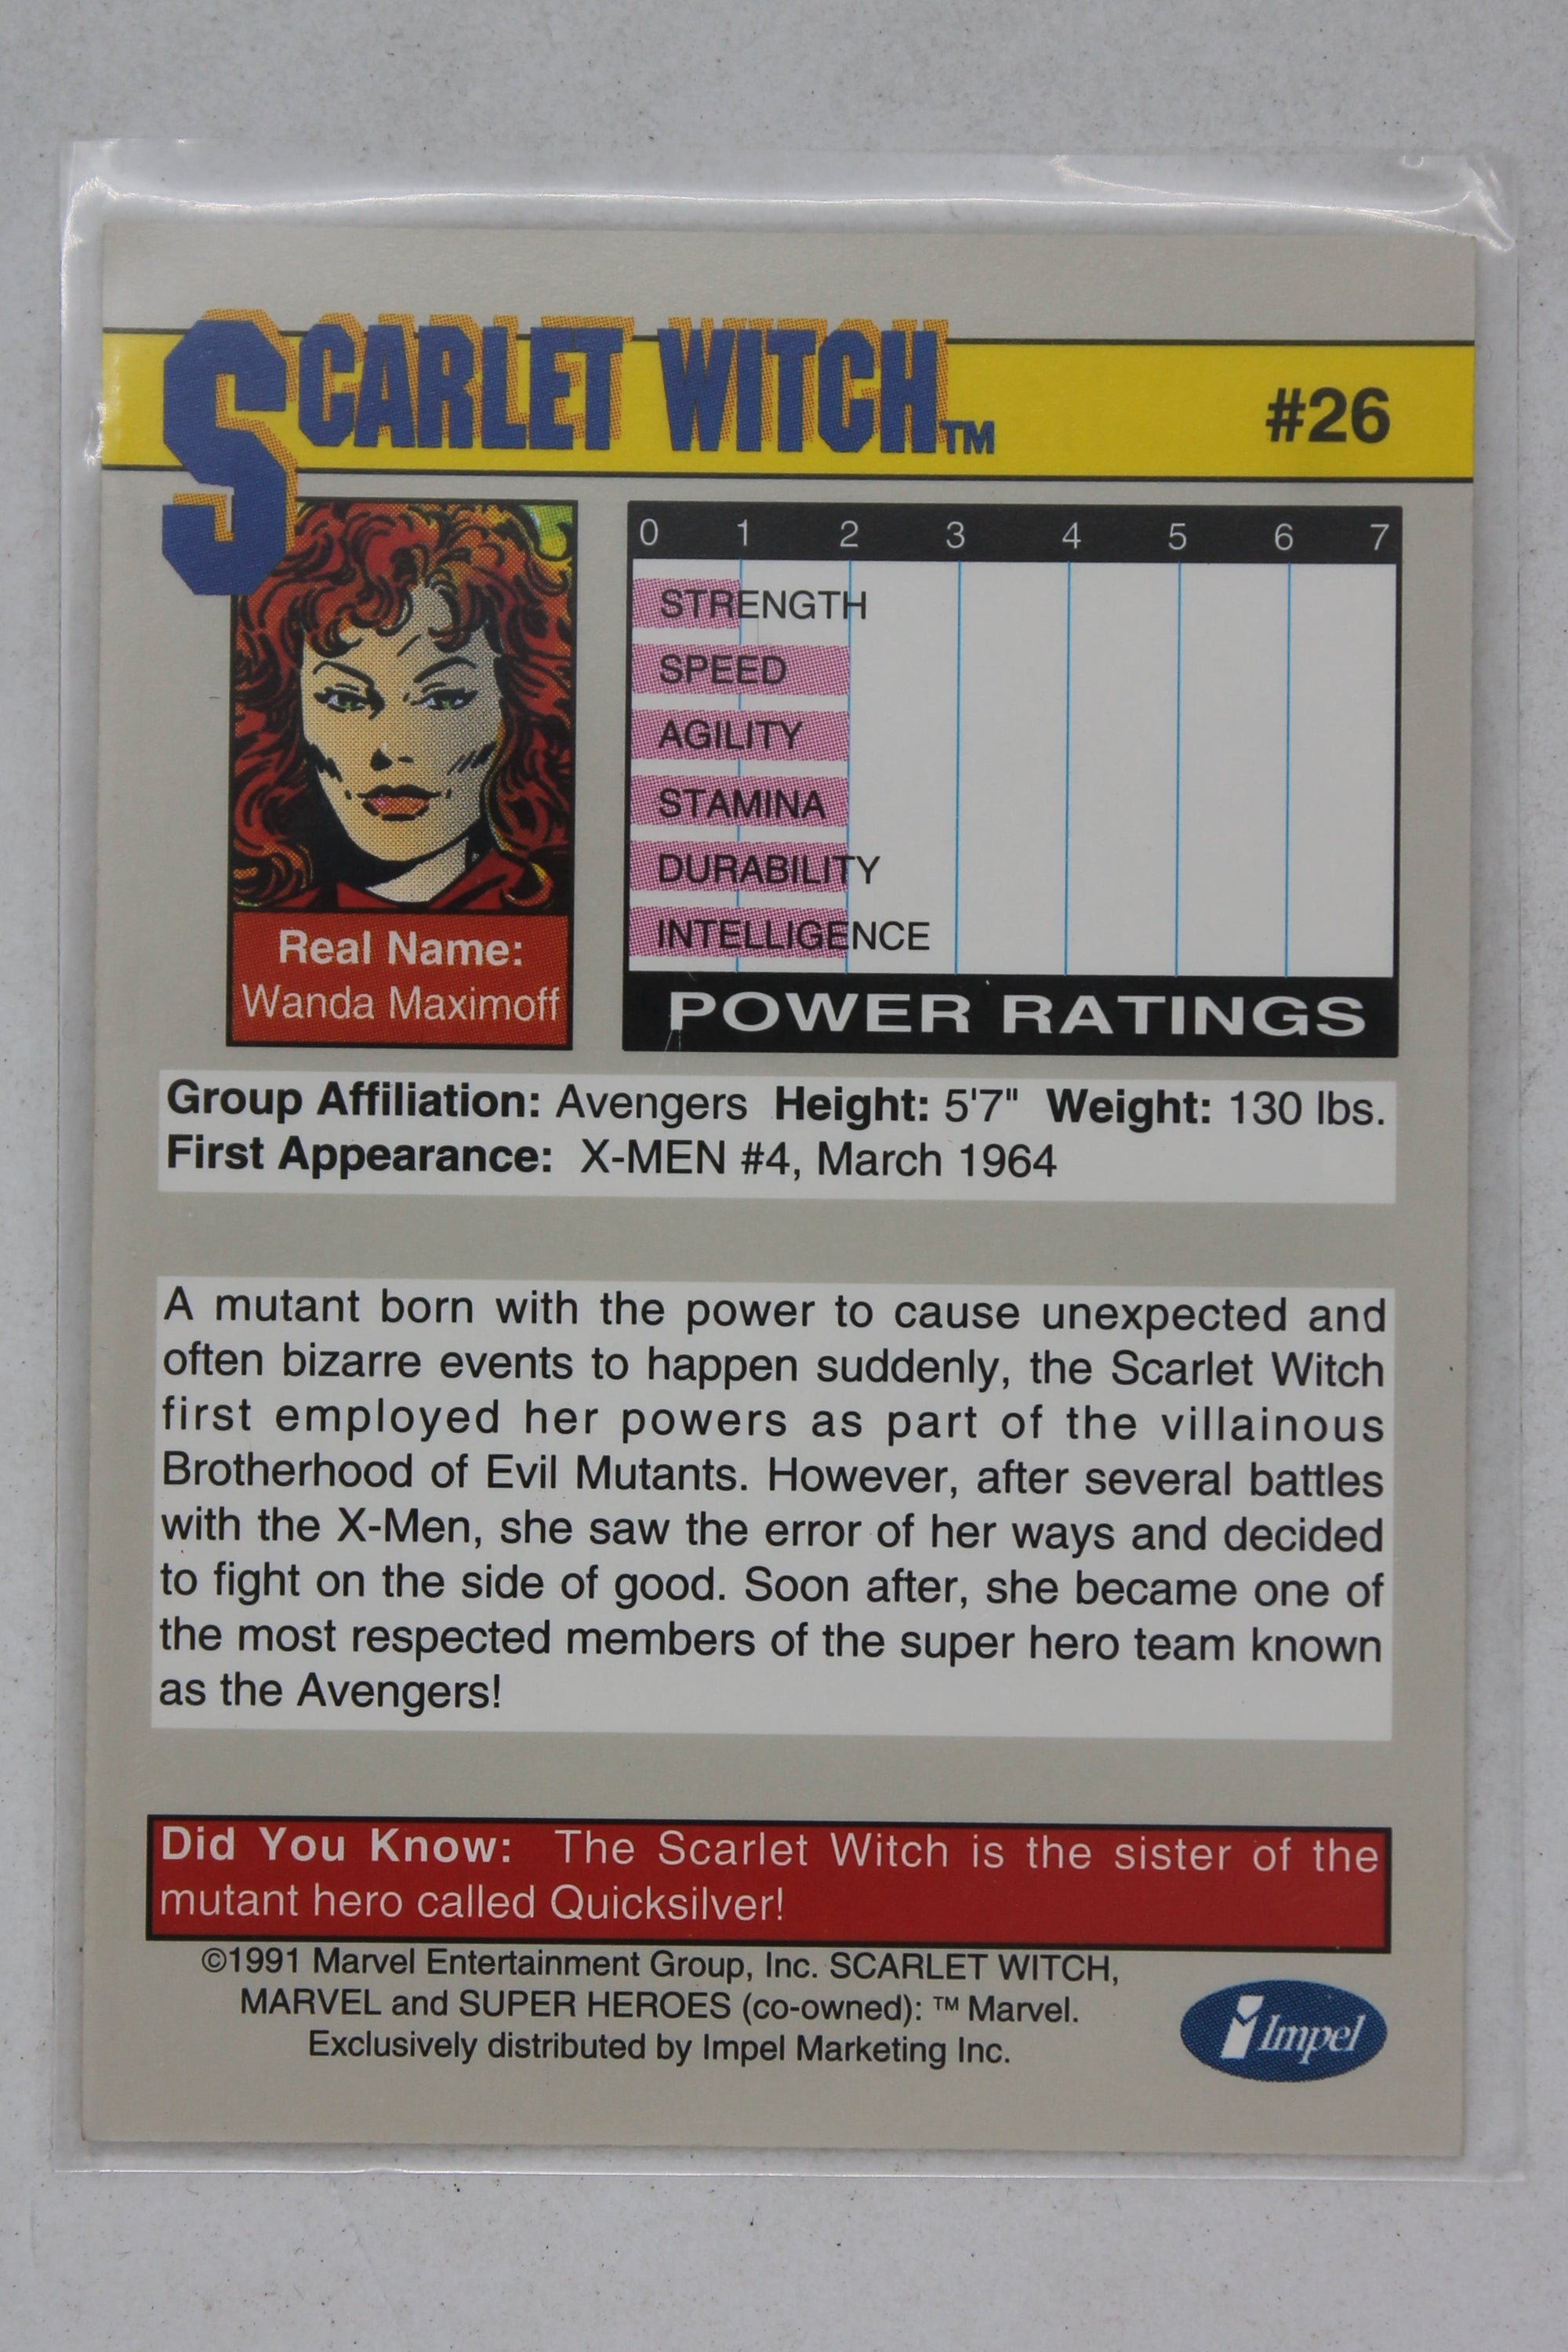 SCARLET WITCH™
#26
0 1 2 3 4 5 6 7
STRENGTH
SPEED
AGILITY
STAMINA
DURABILITY
INTELLIGENCE
POWER RATINGS
Real Name:
Wanda Maximoff
Group Affiliation: Avengers Height: 5'7" Weight: 130 lbs.
First Appearance: X-MEN #4, March 1964
A mutant born with the power to cause unexpected and
often bizarre events to happen suddenly, the Scarlet Witch
first employed her powers as part of the villainous
Brotherhood of Evil Mutants. However, after several battles
with the X-Men, she saw the error of her ways and decided
to fight on the side of good. Soon after, she became one of
the most respected members of the super hero team known
as the Avengers!
Did You Know: The Scarlet Witch is the sister of the
mutant hero called Quicksilver!
©1991 Marvel Entertainment Group, Inc. SCARLET WITCH,
MARVEL and SUPER HEROES (co-owned): ™ Marvel.
Exclusively distributed by Impel Marketing Inc.
Impel